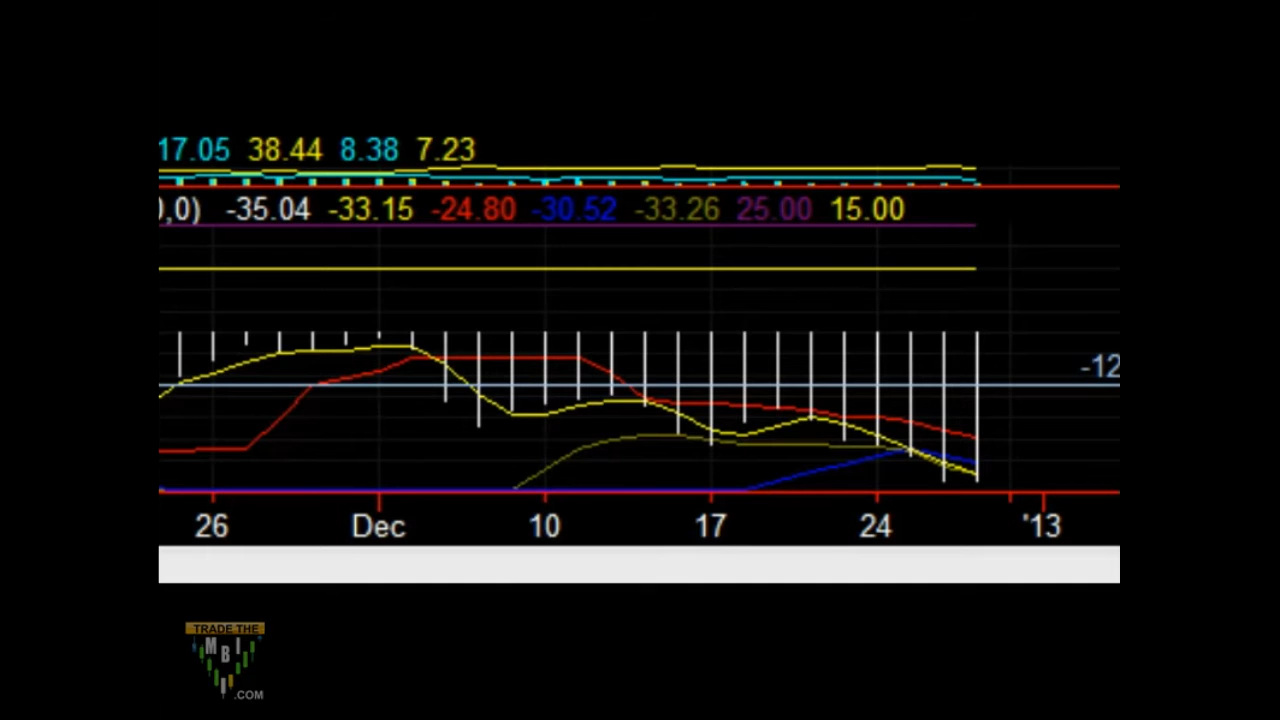 17.05 38.44 8.38 7.23
),0) -35.04 -33.15 -24.80 -30.52 -33.26 25.00 15.00
-12
26 Dec 10 17 24 '13
TRADE THE
MBI
.COM